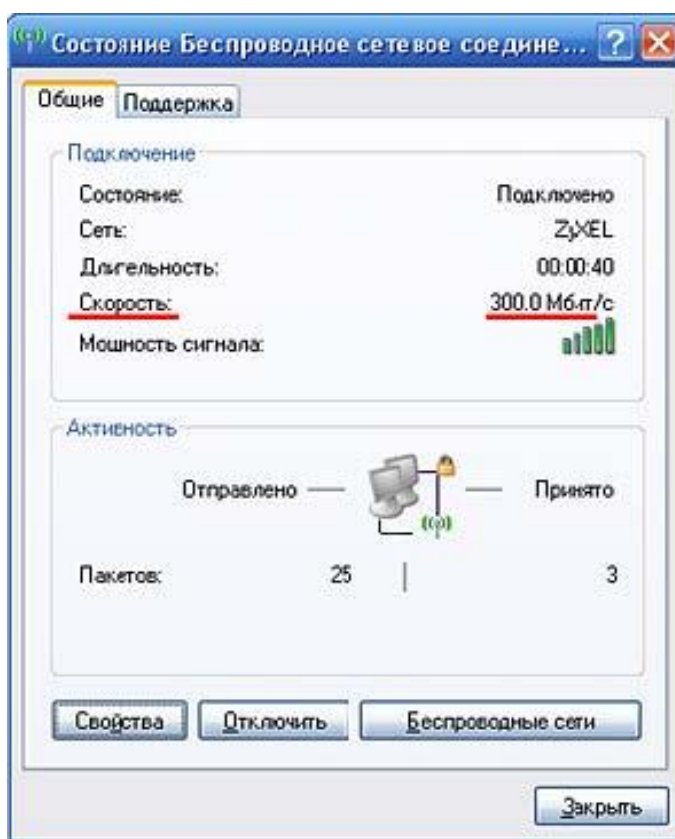 Состояние Беспроводное сетевое соедине...
Общие Поддержка
Подключение
Состояние: Подключено
Сеть: ZyXEL
Длительность: 00:00:40
Скорость: 300.0 Мбит/с
Мощность сигнала:
Активность
Отправлено — — Принято
Пакетов: 25 | 3
Свойства Отключить Беспроводные сети
Закрыть